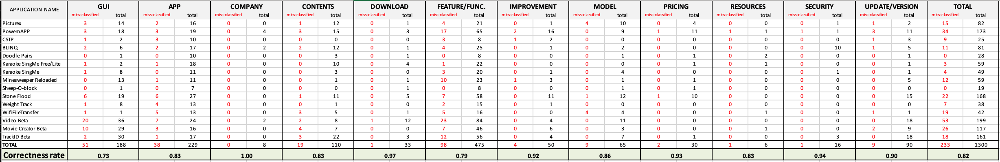 APPLICATION NAME GUI APP COMPANY CONTENTS DOWNLOAD FEATURE/FUNC. IMPROVEMENT MODEL PRICING RESOURCES SECURITY UPDATE/VERSION TOTAL
miss-classified total miss-classified total miss-classified total miss-classified total miss-classified total miss-classified total miss-classified total miss-classified total miss-classified total miss-classified total miss-classified total miss-classified total miss-classified total
Picturex 3 14 2 16 0 0 1 12 0 1 4 21 0 1 4 10 0 4 0 0 0 1 1 2 15 82
PowernAPP 3 18 3 19 0 4 3 15 0 3 17 65 2 16 0 9 1 11 1 1 1 1 3 11 34 173
CSTP 1 2 3 10 0 0 0 0 0 0 3 8 1 2 0 0 0 0 0 0 0 0 1 3 9 25
BLINQ 2 6 2 17 0 2 2 12 0 1 4 25 0 1 0 2 0 0 0 0 0 10 1 5 11 81
Doodle Pairs 0 1 0 10 0 0 0 3 0 1 0 8 0 0 0 1 0 1 0 2 0 0 0 1 0 28
Karaoke SingMe Free/Lite 1 2 1 18 0 0 0 10 0 4 1 22 0 0 0 0 0 1 0 1 0 0 0 1 3 59
Karaoke SingMe 1 8 0 11 0 0 0 3 0 0 3 20 0 1 0 4 0 0 0 0 0 1 0 1 4 49
Minesweeper Reloaded 0 13 1 11 0 0 0 1 0 1 10 23 1 3 0 1 0 1 0 0 0 0 0 5 12 59
Sheep-O-block 0 1 0 7 0 0 0 0 0 1 0 8 0 0 0 1 0 1 0 0 0 0 0 0 0 19
Stone Flood 6 19 6 27 0 0 1 11 0 5 7 58 0 11 1 12 1 10 0 0 0 0 0 15 22 168
Weight Track 1 8 4 13 0 0 0 1 0 0 2 15 0 1 0 0 0 0 0 0 0 0 0 0 7 38
WifiFileTransfer 1 1 5 13 0 0 3 5 0 1 5 16 0 0 4 4 0 0 0 1 0 0 1 1 19 42
Video Beta 20 36 7 24 0 2 2 8 1 12 23 84 0 4 0 11 0 0 0 0 0 0 0 18 53 199
Movie Creator Beta 10 29 3 16 0 0 4 7 0 0 7 46 0 6 0 3 0 0 0 1 0 0 2 9 26 117
TrackID Beta 2 30 1 17 0 0 3 22 0 3 12 56 0 4 0 7 0 1 0 0 0 3 0 18 18 161
TOTAL 51 188 38 229 0 8 19 110 1 33 98 475 4 50 9 65 2 30 1 6 1 16 9 90 233 1300
Correctness rate 0.73 0.83 1.00 0.83 0.97 0.79 0.92 0.86 0.93 0.83 0.94 0.90 0.82